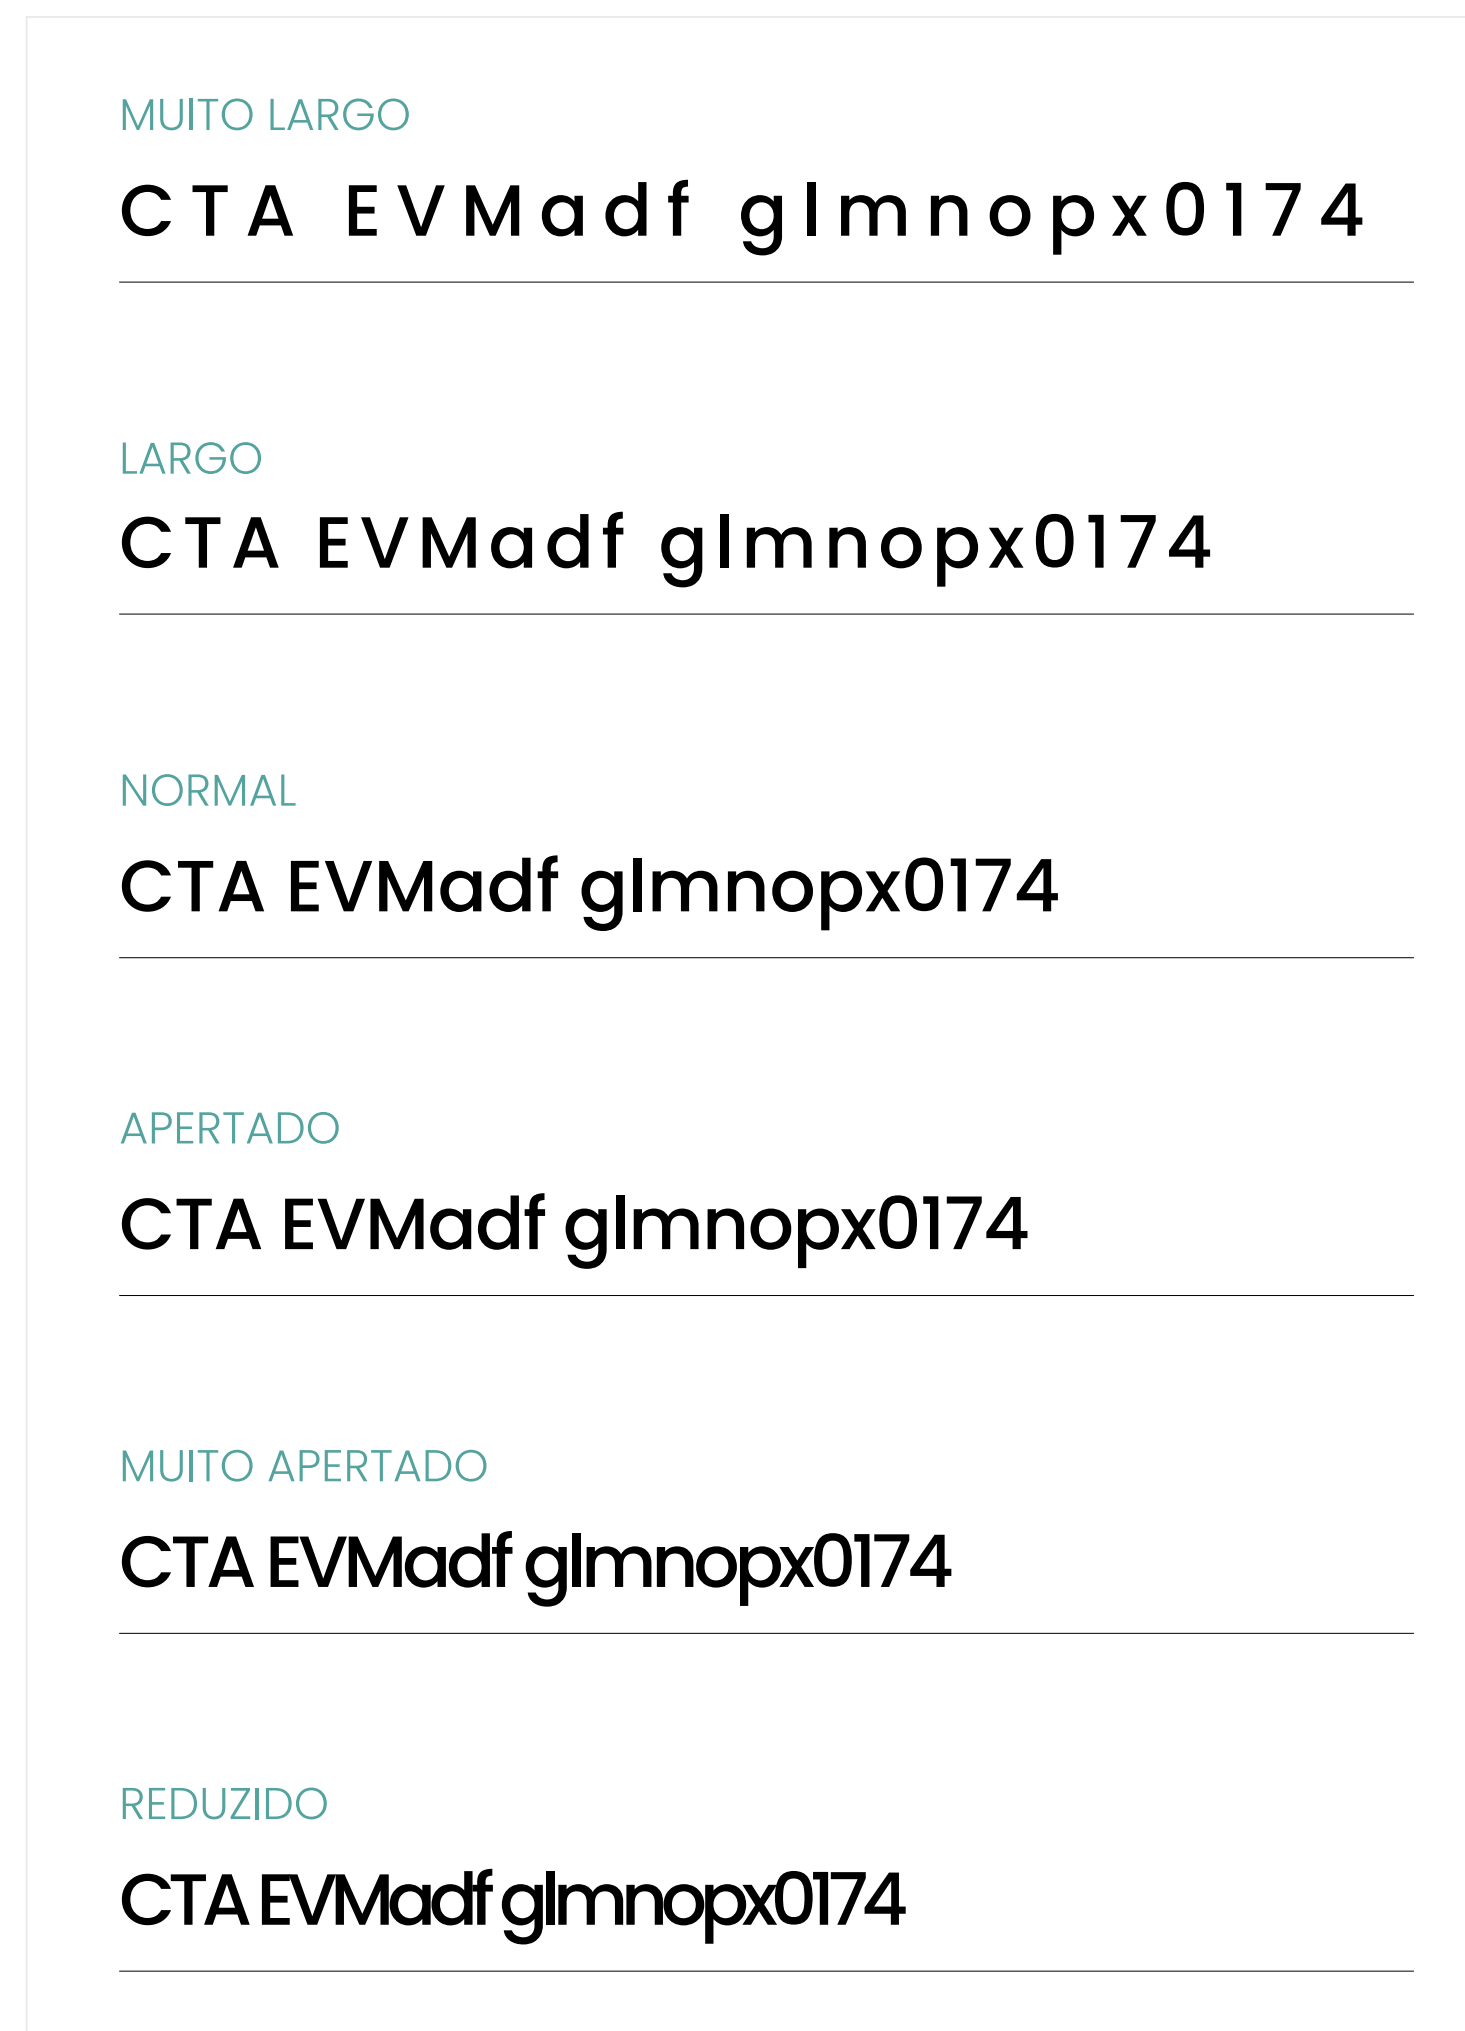 MUITO LARGO
CTA EVMadf glmnopx0174
LARGO
CTA EVMadf glmnopx0174
NORMAL
CTA EVMadf glmnopx0174
APERTADO
CTA EVMadf glmnopx0174
MUITO APERTADO
CTA EVMadf glmnopx0174
REDUZIDO
CTA EVMadf glmnopx0174